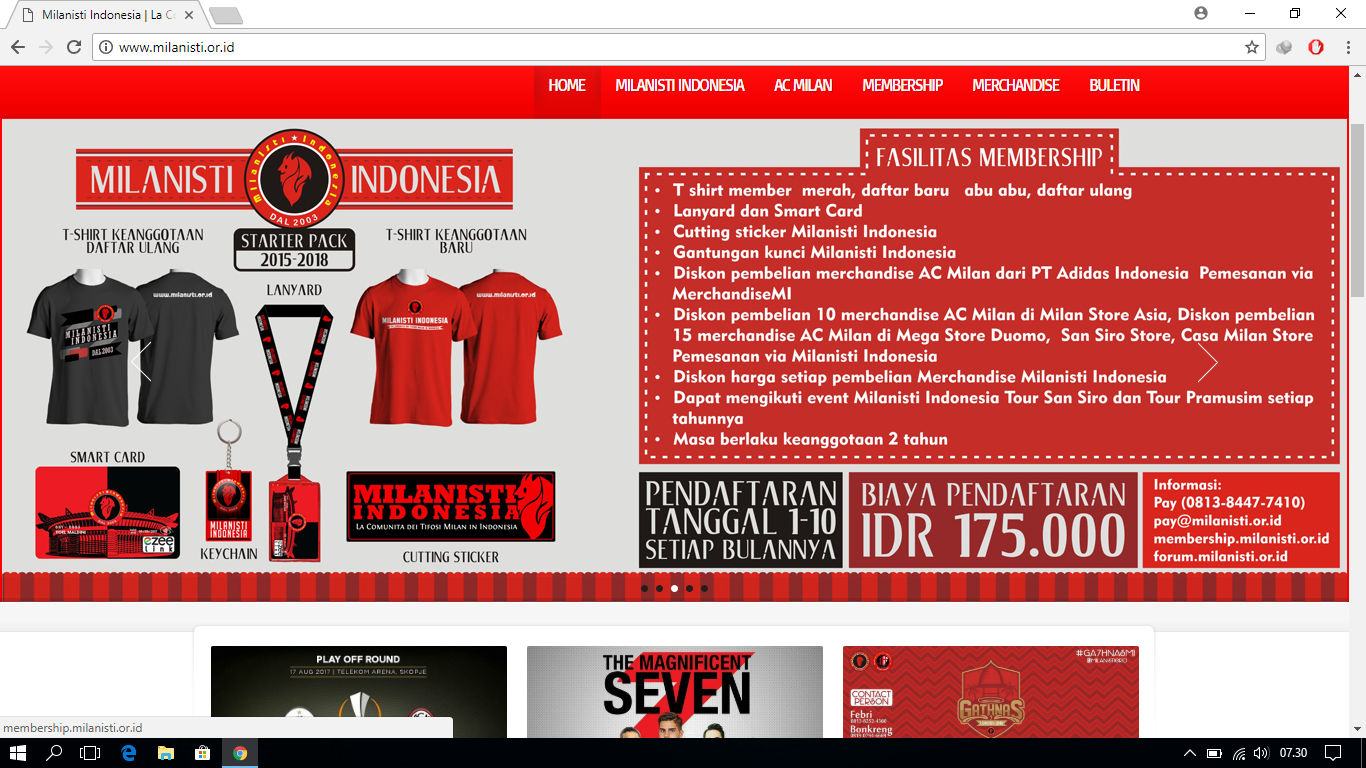 Milanisti Indonesia | La Co
www.milanisti.or.id
HOME MILANISTI INDONESIA AC MILAN MEMBERSHIP MERCHANDISE BULETIN
MILANISTI INDONESIA
Milanisti ★ Indonesia
DAL 2003
T-SHIRT KEANGGOTAAN
DAFTAR ULANG
STARTER PACK
2015-2018
T-SHIRT KEANGGOTAAN
BARU
LANYARD
www.milanisti.or.id
MILANISTI
INDONESIA
DAL 2003
MILANISTI INDONESIA
www.milanisti.or.id
SMART CARD
ezee
link
MILANISTI
INDONESIA
KEYCHAIN
MILANISTI
INDONESIA
LA COMUNITA DEI TIFOSI MILAN IN INDONESIA
CUTTING STICKER
FASILITAS MEMBERSHIP
• T shirt member merah, daftar baru abu abu, daftar ulang
• Lanyard dan Smart Card
• Cutting sticker Milanisti Indonesia
• Gantungan kunci Milanisti Indonesia
• Diskon pembelian merchandise AC Milan dari PT Adidas Indonesia Pemesanan via
MerchandiseMI
• Diskon pembelian 10 merchandise AC Milan di Milan Store Asia, Diskon pembelian
15 merchandise AC Milan di Mega Store Duomo, San Siro Store, Casa Milan Store
Pemesanan via Milanisti Indonesia
• Diskon harga setiap pembelian Merchandise Milanisti Indonesia
• Dapat mengikuti event Milanisti Indonesia Tour San Siro dan Tour Pramusim setiap
tahunnya
• Masa berlaku keanggotaan 2 tahun
PENDAFTARAN
TANGGAL 1-10
SETIAP BULANNYA
BIAYA PENDAFTARAN
IDR 175.000
Informasi:
Pay (0813-8447-7410)
pay@milanisti.or.id
membership.milanisti.or.id
forum.milanisti.or.id
PLAY OFF ROUND
17 AUG 2017 | TELEKOM ARENA, SKOPJE
THE MAGNIFICENT
SEVEN
#GA7HNA8MI
@MILANISTIORID
CONTACT
PERSON
Febri
Bonkreng
GATHNAS
membership.milanisti.or.id
07.30